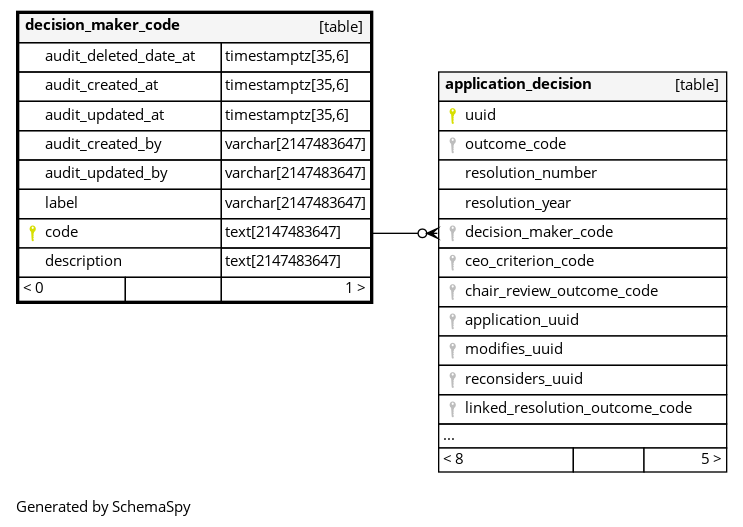 decision_maker_code [table]
audit_deleted_date_at timestamptz[35,6]
audit_created_at timestamptz[35,6]
audit_updated_at timestamptz[35,6]
audit_created_by varchar[2147483647]
audit_updated_by varchar[2147483647]
label varchar[2147483647]
code text[2147483647]
description text[2147483647]
< 0 1 >
application_decision [table]
uuid
outcome_code
resolution_number
resolution_year
decision_maker_code
ceo_criterion_code
chair_review_outcome_code
application_uuid
modifies_uuid
reconsiders_uuid
linked_resolution_outcome_code
...
< 8 5 >
Generated by SchemaSpy